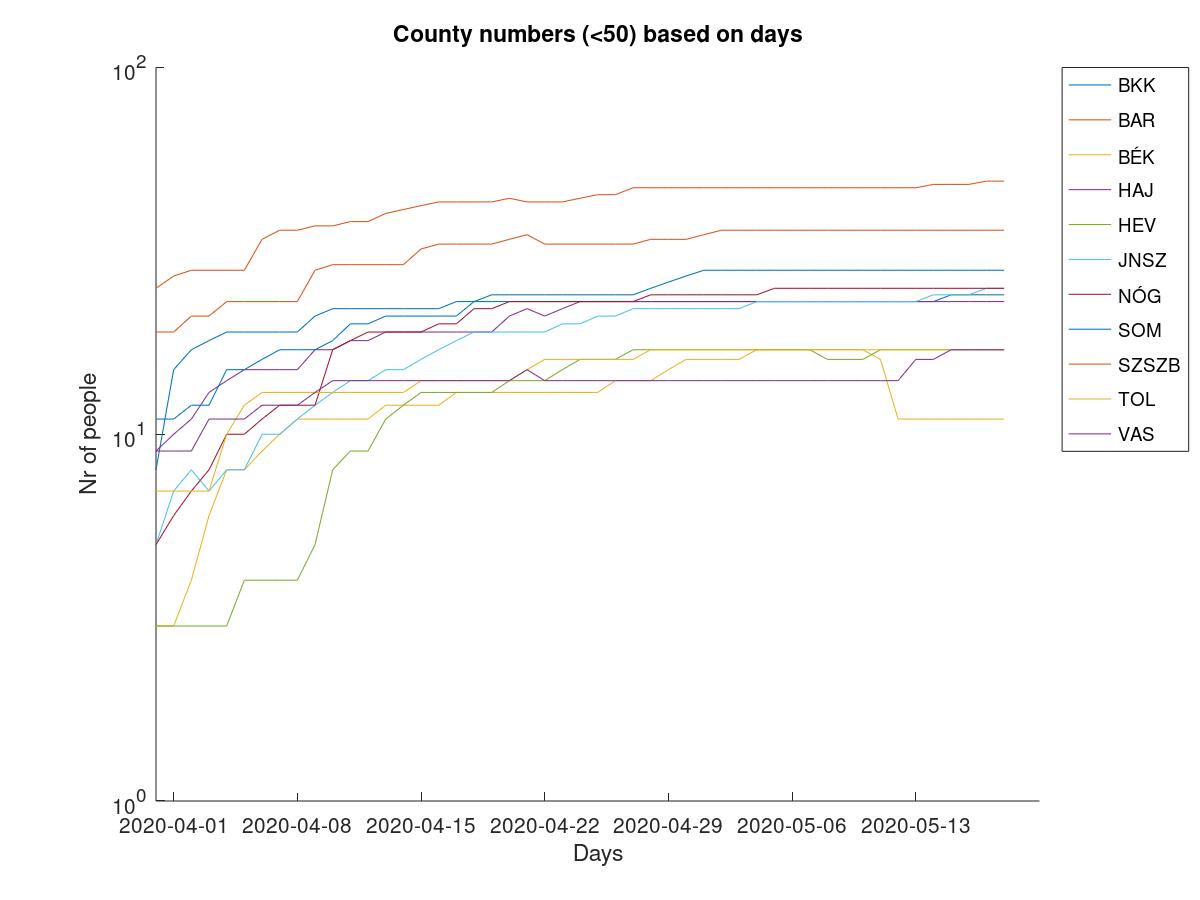 County numbers (<50) based on days
10^2
10^1
10^0
Nr of people
2020-04-01 2020-04-08 2020-04-15 2020-04-22 2020-04-29 2020-05-06 2020-05-13
Days
BKK
BAR
BÉK
HAJ
HEV
JNSZ
NÓG
SOM
SZSZB
TOL
VAS